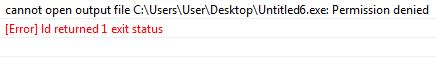 cannot open output file C:\Users\User\Desktop\Untitled6.exe: Permission denied
[Error] ld returned 1 exit status